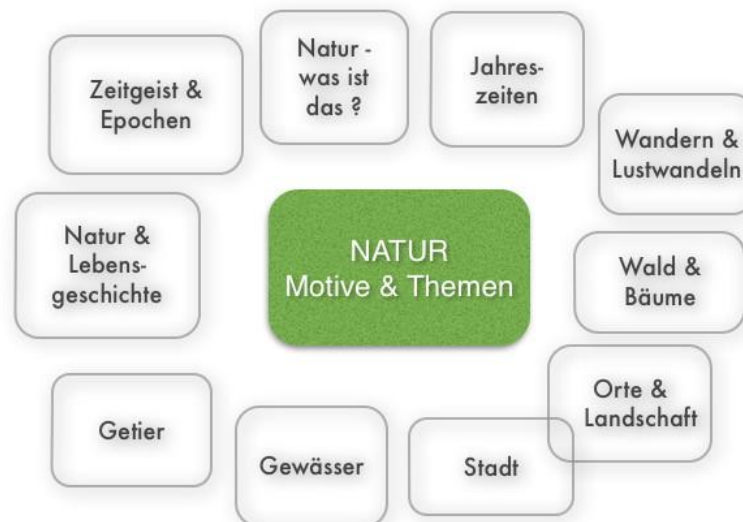 Zeitgeist &
Epochen
Natur -
was ist
das ?
Jahres-
zeiten
Wandern &
Lustwandeln
Natur &
Lebens-
geschichte
NATUR
Motive & Themen
Wald &
Bäume
Orte &
Landschaft
Getier
Gewässer
Stadt